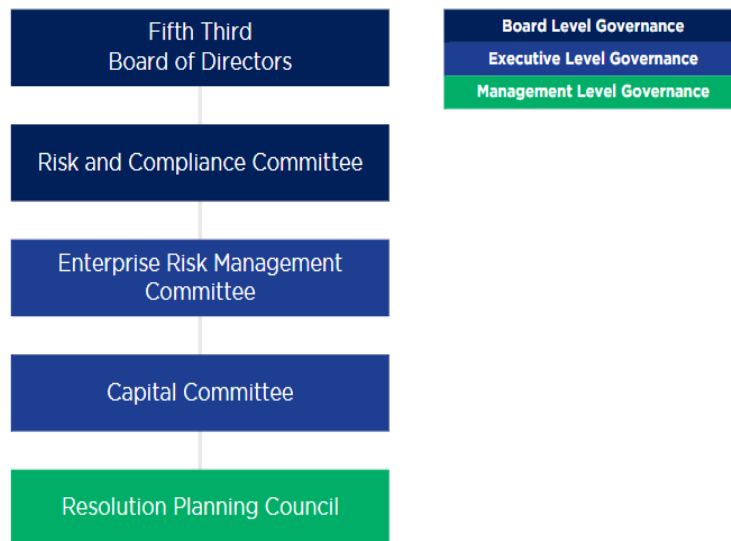 Fifth Third
Board of Directors
Risk and Compliance Committee
Enterprise Risk Management
Committee
Capital Committee
Resolution Planning Council
Board Level Governance
Executive Level Governance
Management Level Governance